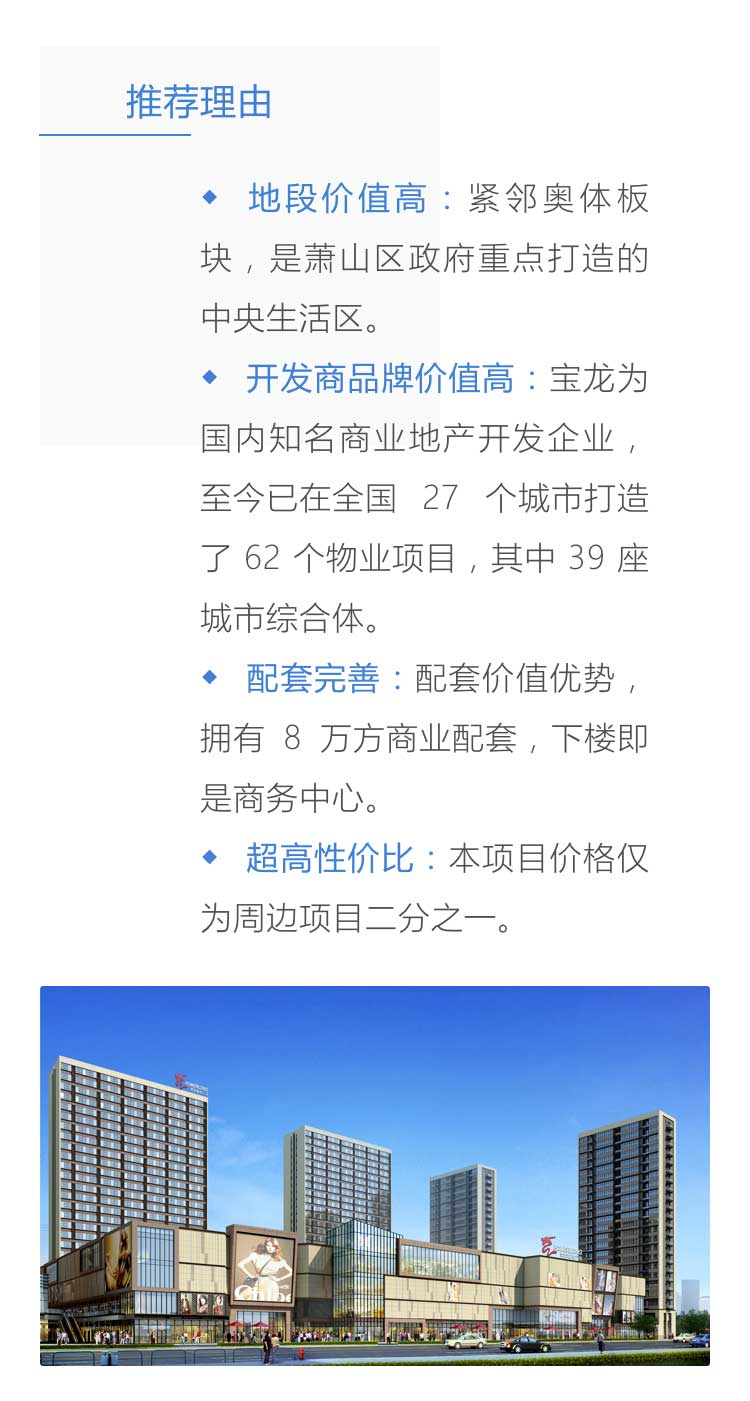 推荐理由
◆ 地段价值高：紧邻奥体板
块，是萧山区政府重点打造的
中央生活区。
◆ 开发商品牌价值高：宝龙为
国内知名商业地产开发企业，
至今已在全国 27 个城市打造
了 62 个物业项目，其中 39 座
城市综合体。
◆ 配套完善：配套价值优势，
拥有 8 万方商业配套，下楼即
是商务中心。
◆ 超高性价比：本项目价格仅
为周边项目二分之一。